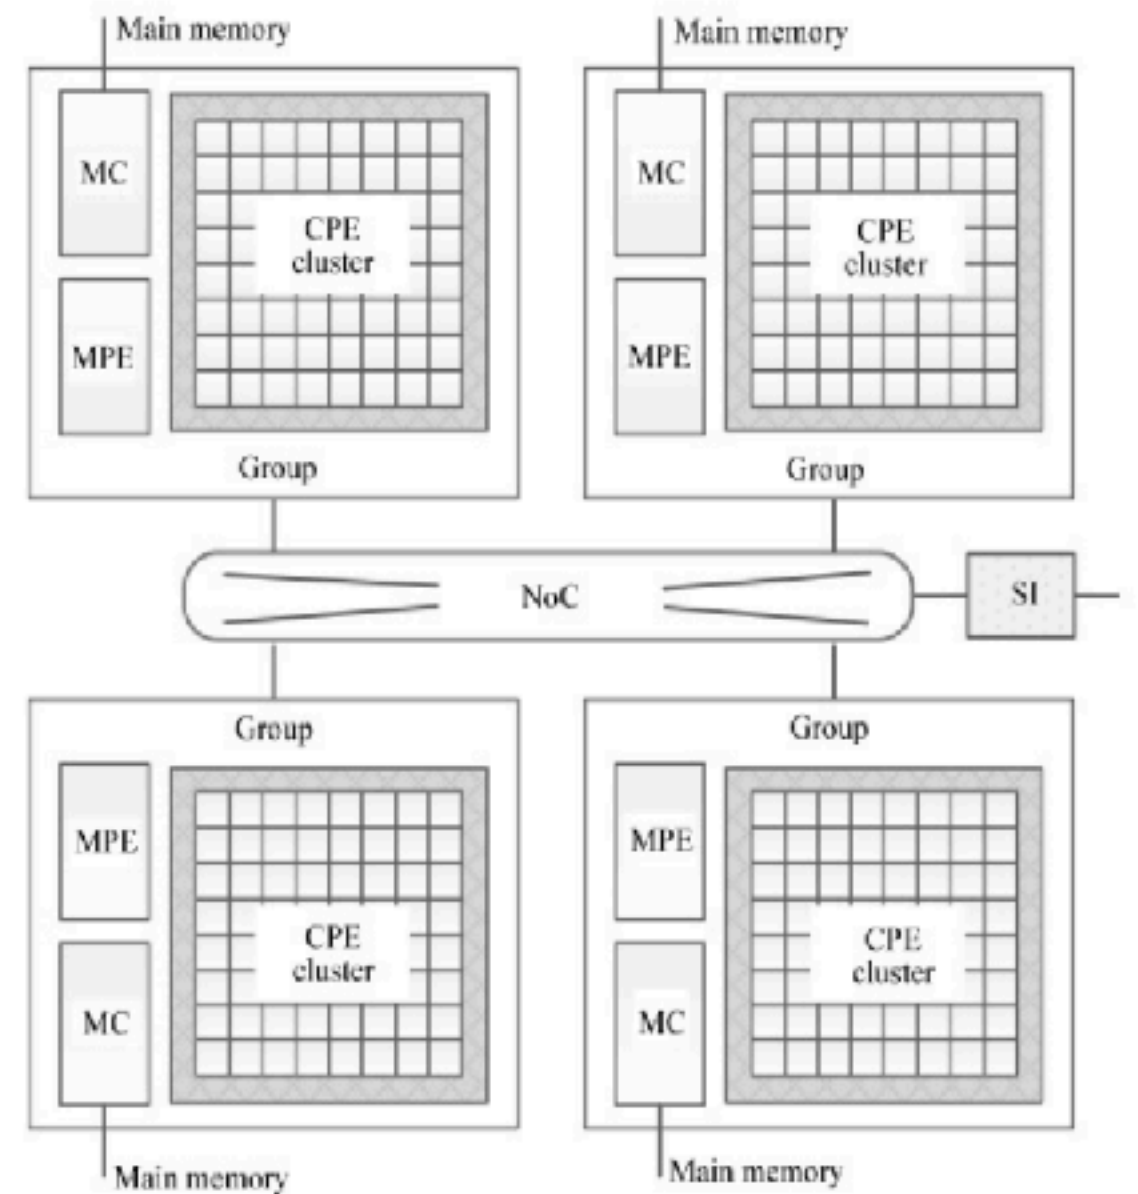 Main memory
Main memory
MC
CPE
cluster
MPE
Group
MC
CPE
cluster
MPE
Group
NoC
SI
Group
MPE
CPE
cluster
MC
Group
MPE
CPE
cluster
MC
Main memory
Main memory